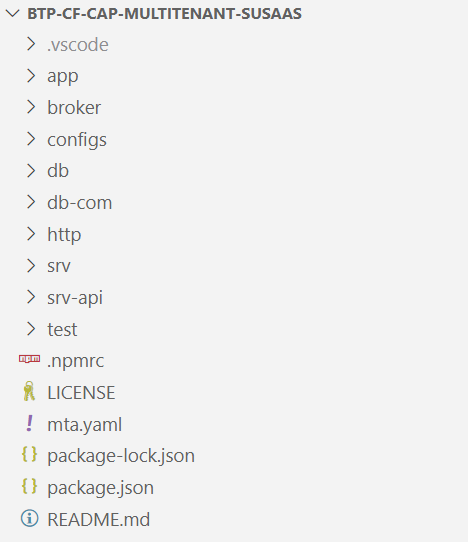 BTP-CF-CAP-MULTITENANT-SUSAAS
.vscode
app
broker
configs
db
db-com
http
srv
srv-api
test
.npmrc
LICENSE
mta.yaml
package-lock.json
package.json
README.md